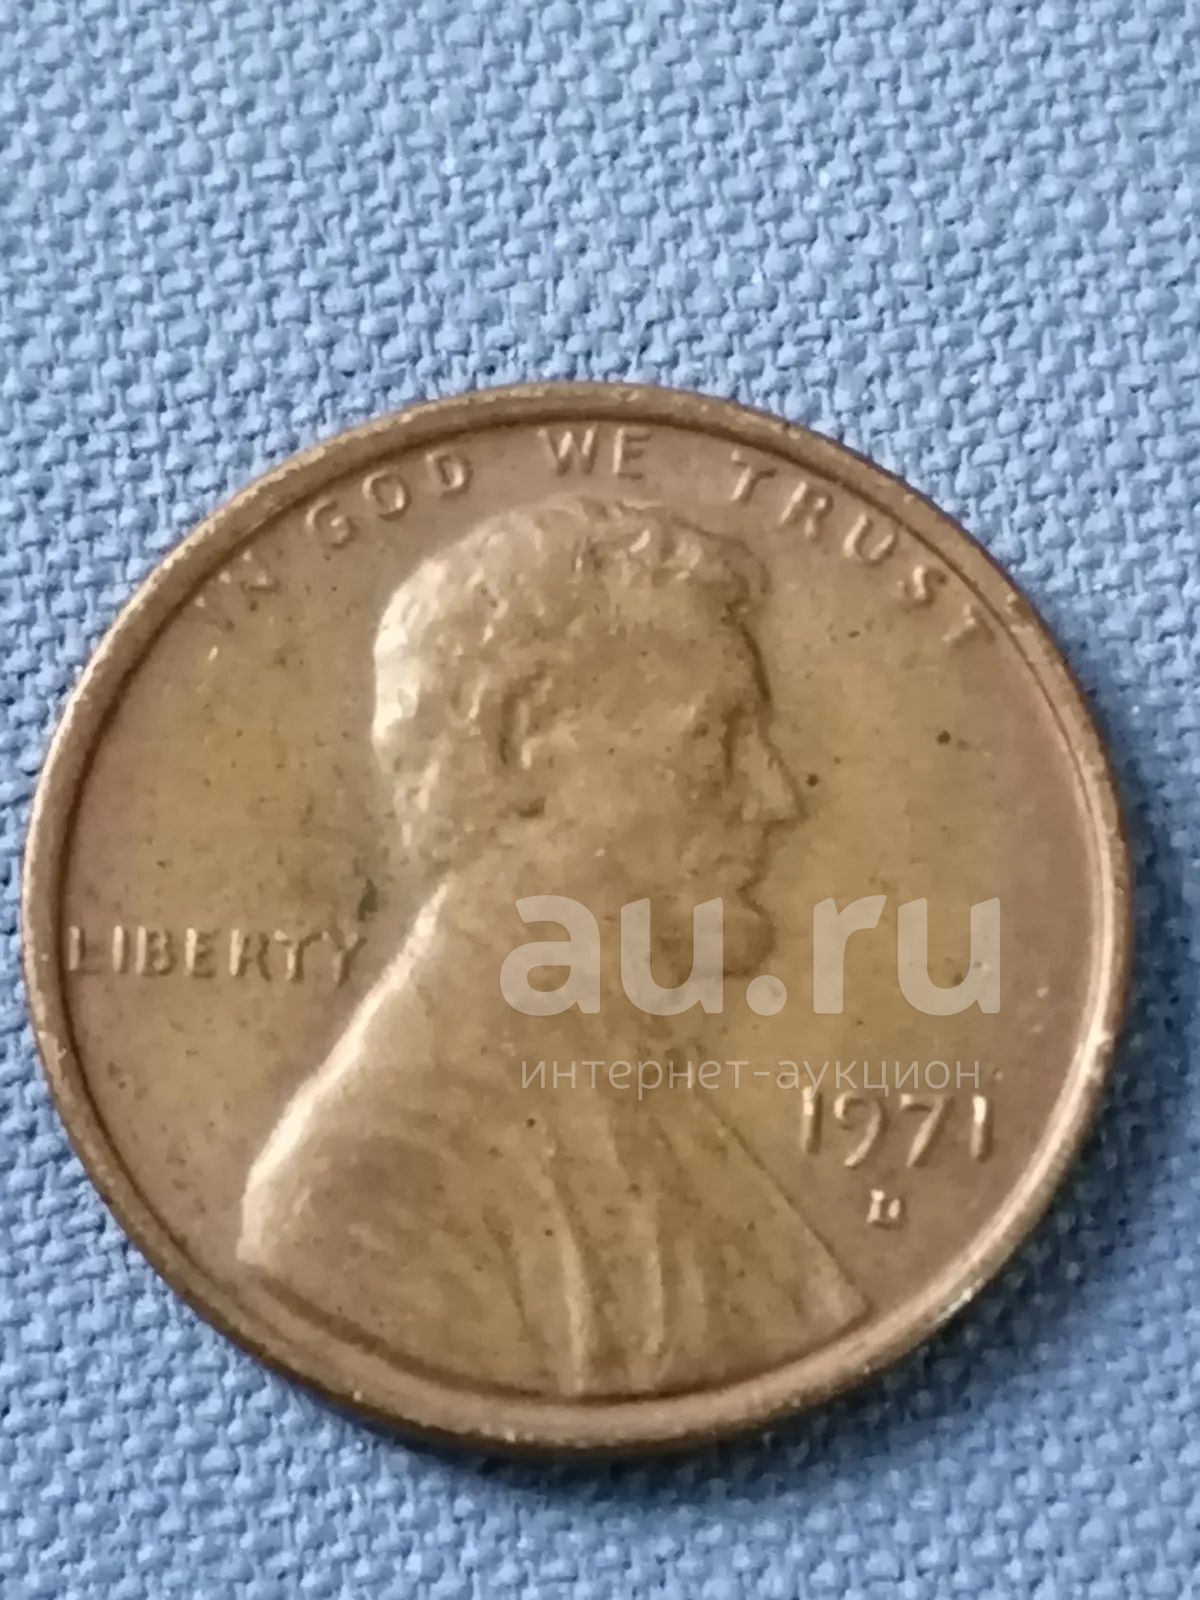 IN GOD WE TRUST
LIBERTY
au.ru
интернет-аукцион
1971
D